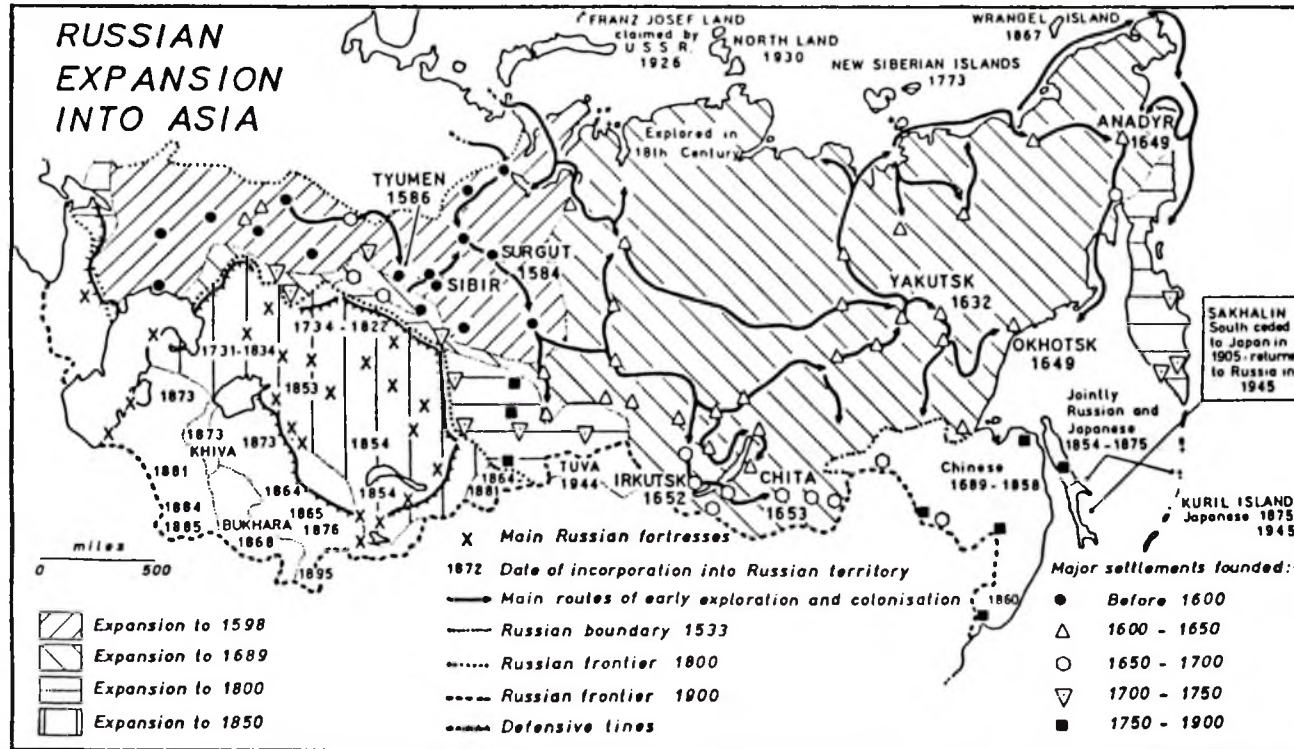 RUSSIAN
EXPANSION
INTO ASIA
FRANZ JOSEF LAND
claimed by
U S S R.
1926
NORTH LAND
1930
WRANGEL ISLAND
1867
NEW SIBERIAN ISLANDS
1773
Explored in
18th Century
ANADYR
1649
TYUMEN
1586
SURGUT
1584
SIBIR
YAKUTSK
1632
OKHOTSK
1649
SAKHALIN
South ceded
to Japan in
1905-returne
to Russia in
1945
1734-1822
1731-1834
1853
1873
1873
KHIVA
1873
1854
1854
1881
1864
1864
1881
TUVA
1944
IRKUTSK
1652
CHITA
1653
Jointly
Russian and
Japanese
1854-1875
Chinese
1689-1858
1884
1885
1865
BUKHARA
1868
1876
1895
KURIL ISLAND
Japanese 1875
1945
1860
miles
0 500
X Main Russian fortresses
1872 Date of incorporation into Russian territory
Main routes of early exploration and colonisation
Russian boundary 1533
Russian frontier 1800
Russian frontier 1900
Defensive lines
Expansion to 1598
Expansion to 1689
Expansion to 1800
Expansion to 1850
Major settlements founded:-
Before 1600
1600 - 1650
1650 - 1700
1700 - 1750
1750 - 1900